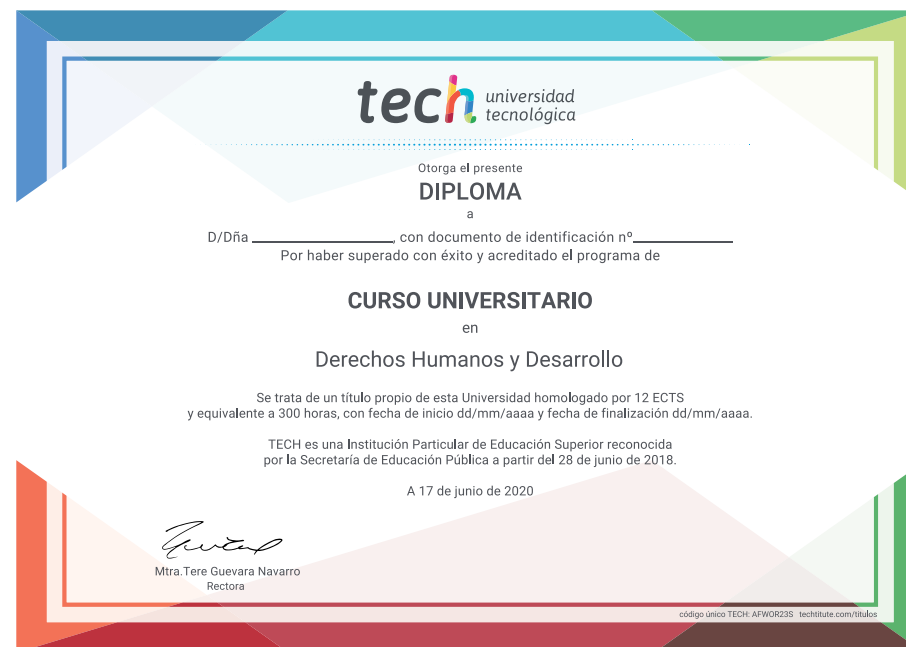 tech universidad
tecnológica
Otorga el presente
DIPLOMA
a
D/Dña ____________________, con documento de identificación nº______________
Por haber superado con éxito y acreditado el programa de
CURSO UNIVERSITARIO
en
Derechos Humanos y Desarrollo
Se trata de un título propio de esta Universidad homologado por 12 ECTS
y equivalente a 300 horas, con fecha de inicio dd/mm/aaaa y fecha de finalización dd/mm/aaaa.
TECH es una Institución Particular de Educación Superior reconocida
por la Secretaría de Educación Pública a partir del 28 de junio de 2018.
A 17 de junio de 2020
Mtra.Tere Guevara Navarro
Rectora
código único TECH: AFWOR23S techtitute.com/titulos